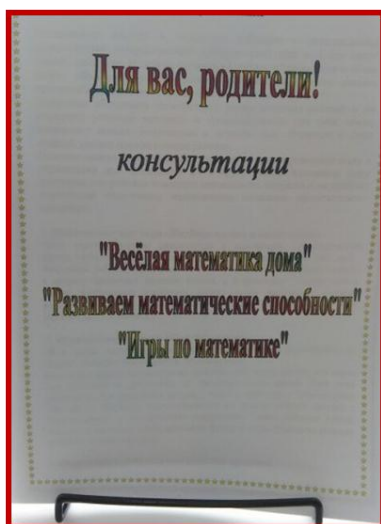 Для вас, родители!
консультации
"Весёлая математика дома"
"Развиваем математические способности"
"Игры по математике"